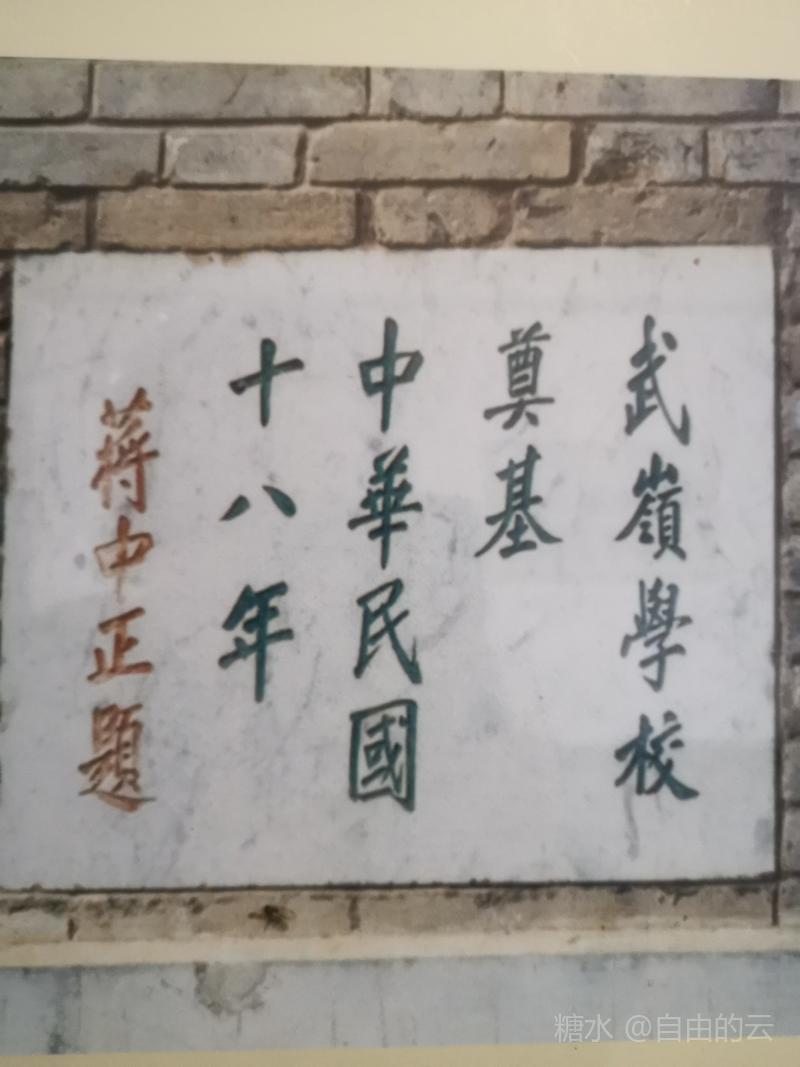 武嶺學校
奠基
中華民國
十八年
蔣中正題
糖水 @自由的云